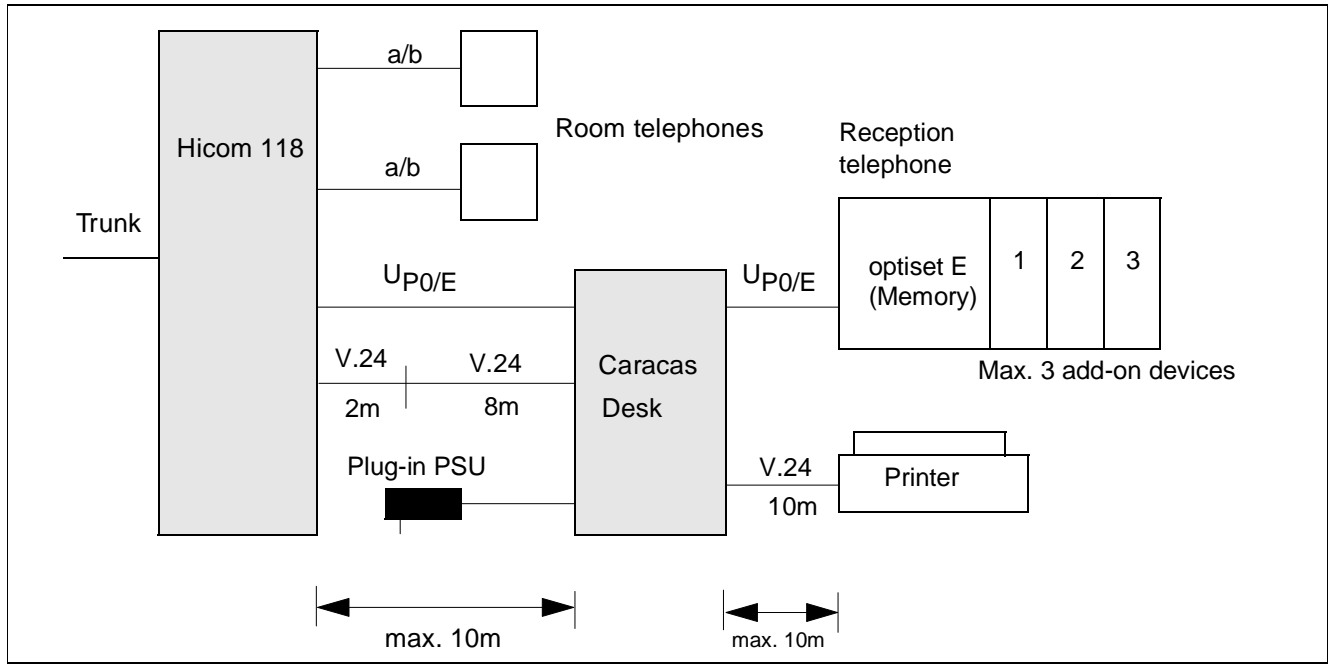 a/b
Room telephones
Reception
telephone
Hicom 118
a/b
Trunk
UP0/E
UP0/E
optiset E
(Memory)
1
2
3
V.24
V.24
Caracas
Desk
Max. 3 add-on devices
2m
8m
Plug-in PSU
V.24
Printer
10m
max. 10m
max. 10m